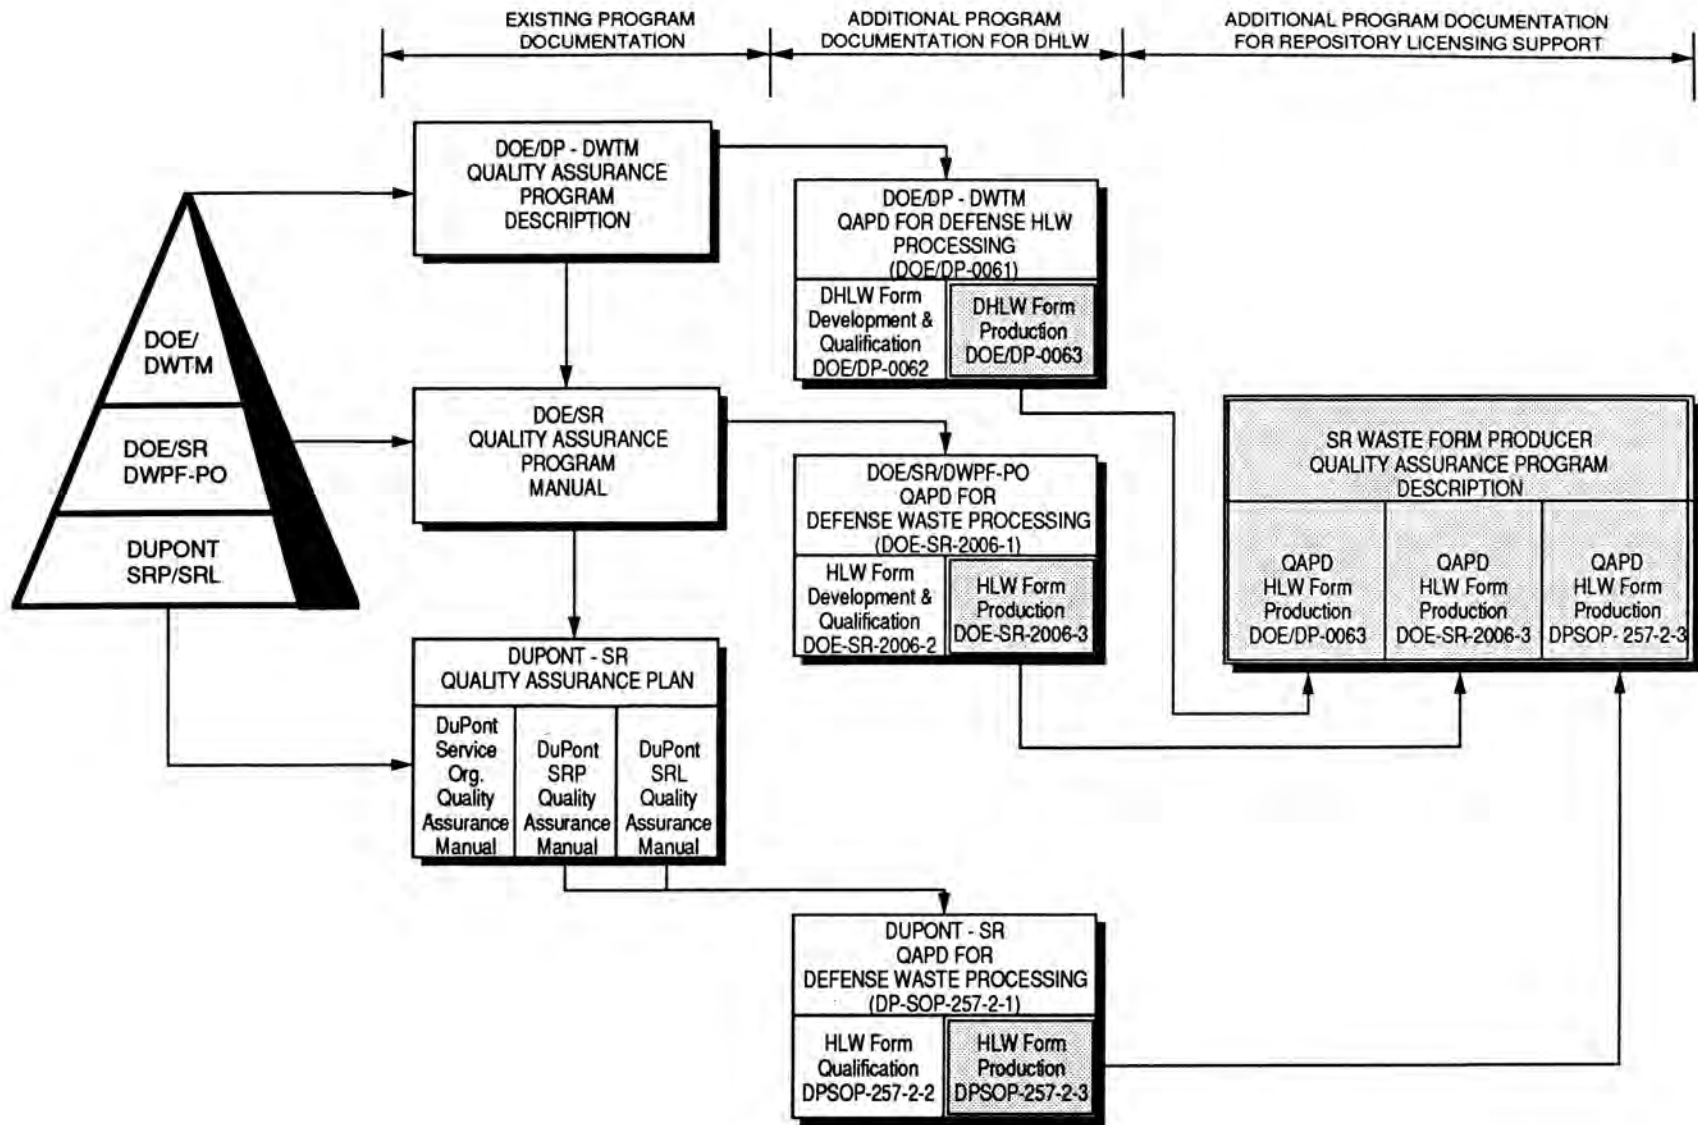 EXISTING PROGRAM
DOCUMENTATION
ADDITIONAL PROGRAM
DOCUMENTATION FOR DHLW
ADDITIONAL PROGRAM DOCUMENTATION
FOR REPOSITORY LICENSING SUPPORT
DOE/
DWTM
DOE/SR
DWPF-PO
DUPONT
SRP/SRL
DOE/DP - DWTM
QUALITY ASSURANCE
PROGRAM
DESCRIPTION
DOE/SR
QUALITY ASSURANCE
PROGRAM
MANUAL
DUPONT - SR
QUALITY ASSURANCE PLAN
DuPont
Service
Org.
Quality
Assurance
Manual
DuPont
SRP
Quality
Assurance
Manual
DuPont
SRL
Quality
Assurance
Manual
DOE/DP - DWTM
QAPD FOR DEFENSE HLW
PROCESSING
(DOE/DP-0061)
DHLW Form
Development &
Qualification
DOE/DP-0062
DHLW Form
Production
DOE/DP-0063
DOE/SR/DWPF-PO
QAPD FOR
DEFENSE WASTE PROCESSING
(DOE-SR-2006-1)
HLW Form
Development &
Qualification
DOE-SR-2006-2
HLW Form
Production
DOE-SR-2006-3
DUPONT - SR
QAPD FOR
DEFENSE WASTE PROCESSING
(DP-SOP-257-2-1)
HLW Form
Qualification
DPSOP-257-2-2
HLW Form
Production
DPSOP-257-2-3
SR WASTE FORM PRODUCER
QUALITY ASSURANCE PROGRAM
DESCRIPTION
QAPD
HLW Form
Production
DOE/DP-0063
QAPD
HLW Form
Production
DOE-SR-2006-3
QAPD
HLW Form
Production
DPSOP- 257-2-3